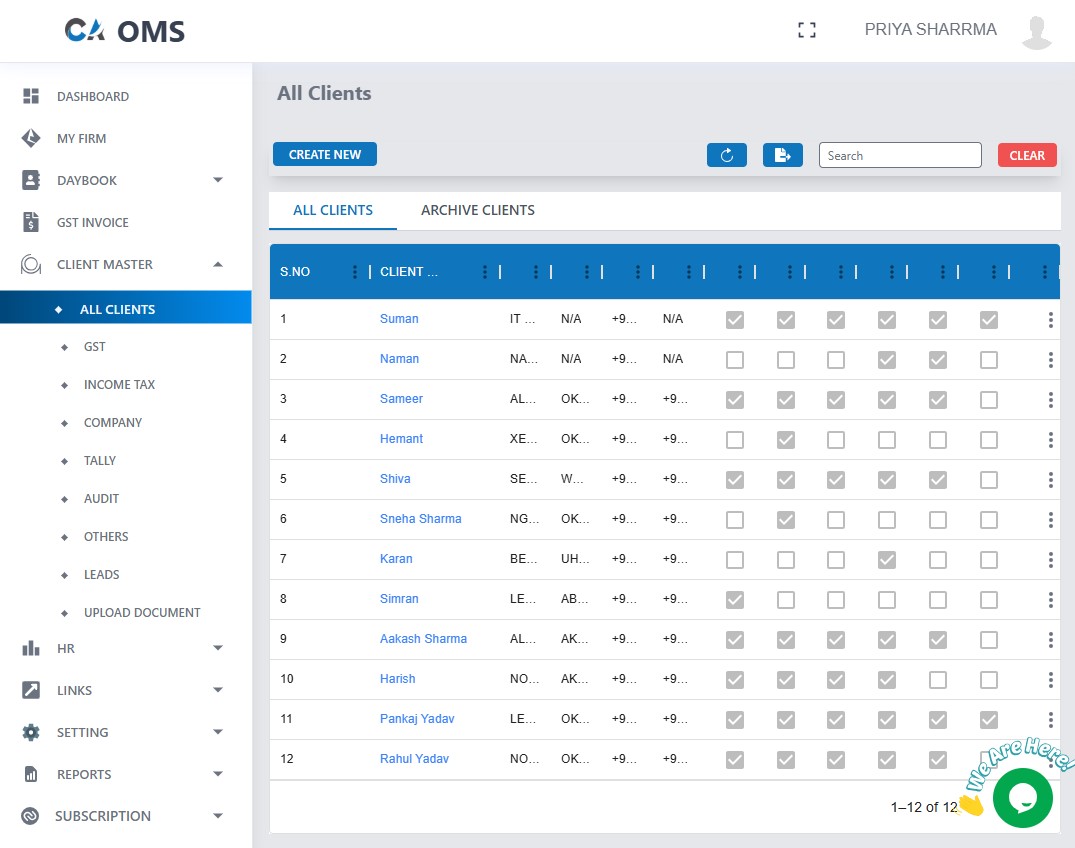 CA OMS
PRIYA SHARRMA
DASHBOARD
MY FIRM
DAYBOOK
GST INVOICE
CLIENT MASTER
ALL CLIENTS
GST
INCOME TAX
COMPANY
TALLY
AUDIT
OTHERS
LEADS
UPLOAD DOCUMENT
HR
LINKS
SETTING
REPORTS
SUBSCRIPTION
All Clients
CREATE NEW
Search
CLEAR
ALL CLIENTS
ARCHIVE CLIENTS
S.NO CLIENT ...
1 Suman IT ... N/A +9... N/A
2 Naman NA... N/A +9... N/A
3 Sameer AL... OK... +9... +9...
4 Hemant XE... OK... +9... +9...
5 Shiva SE... W... +9... +9...
6 Sneha Sharma NG... OK... +9... +9...
7 Karan BE... UH... +9... +9...
8 Simran LE... AB... +9... +9...
9 Aakash Sharma AL... AK... +9... +9...
10 Harish NO... AK... +9... +9...
11 Pankaj Yadav LE... OK... +9... +9...
12 Rahul Yadav NO... OK... +9... +9...
1–12 of 12
We Are Here!